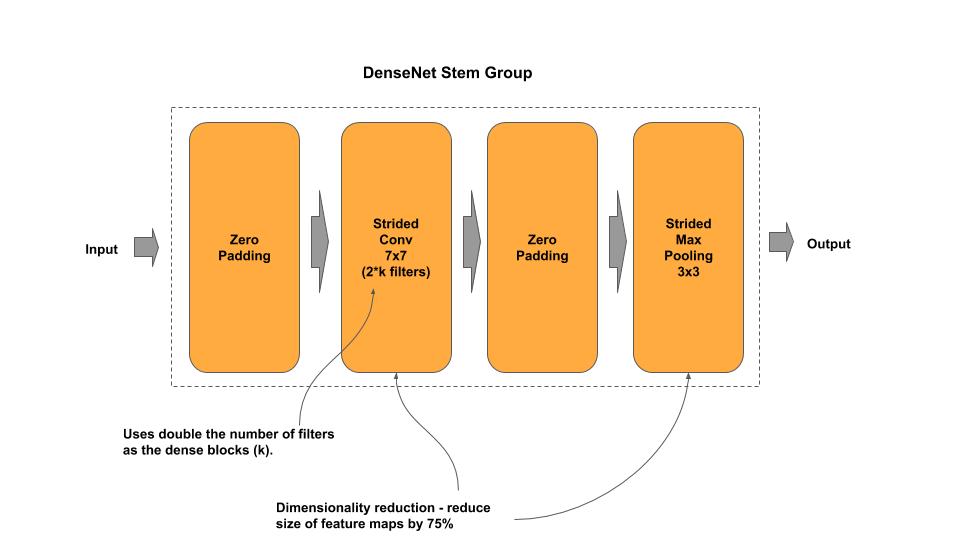 DenseNet Stem Group
Input
Zero
Padding
Strided
Conv
7x7
(2*k filters)
Zero
Padding
Strided
Max
Pooling
3x3
Output
Uses double the number of filters
as the dense blocks (k).
Dimensionality reduction - reduce
size of feature maps by 75%